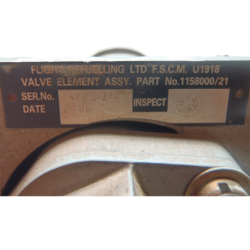 FLIGHT REFUELLING LTD F.S.C.M. U1918
VALVE ELEMENT ASSY. PART No.1158000/21
SER.No. INSPECT
DATE